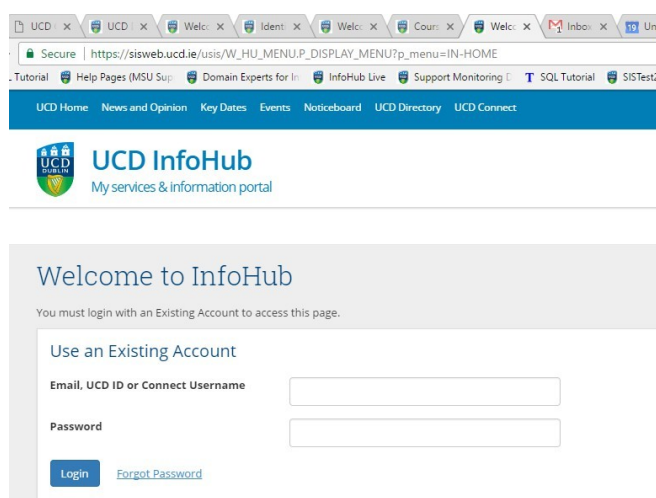 UCD UCD Welco Identi Welco Cours Welco Inbox Un
Secure https://sisweb.ucd.ie/usis/W_HU_MENU.P_DISPLAY_MENU?p_menu=IN-HOME
Tutorial Help Pages (MSU Sup Domain Experts for In InfoHub Live Support Monitoring D T SQL Tutorial SISTest2
UCD Home News and Opinion Key Dates Events Noticeboard UCD Directory UCD Connect
UCD
DUBLIN
UCD InfoHub
My services & information portal
Welcome to InfoHub
You must login with an Existing Account to access this page.
Use an Existing Account
Email, UCD ID or Connect Username
Password
Login Forgot Password